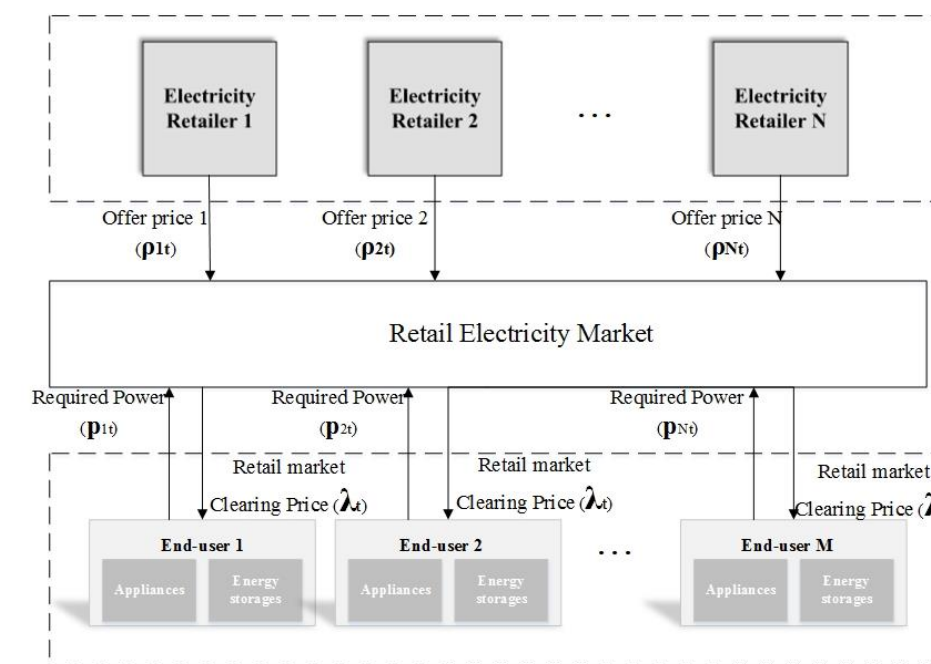 Electricity
Retailer 1
Electricity
Retailer 2
...
Electricity
Retailer N
Offer price 1
(ρ1t)
Offer price 2
(ρ2t)
Offer price N
(ρNt)
Retail Electricity Market
Required Power
(p1t)
Required Power
(p2t)
Required Power
(pNt)
Retail market
Clearing Price (λt)
Retail market
Clearing Price (λt)
Retail market
Clearing Price (λ
End-user 1
Appliances
Energy
storages
End-user 2
Appliances
Energy
storages
...
End-user M
Appliances
Energy
storages